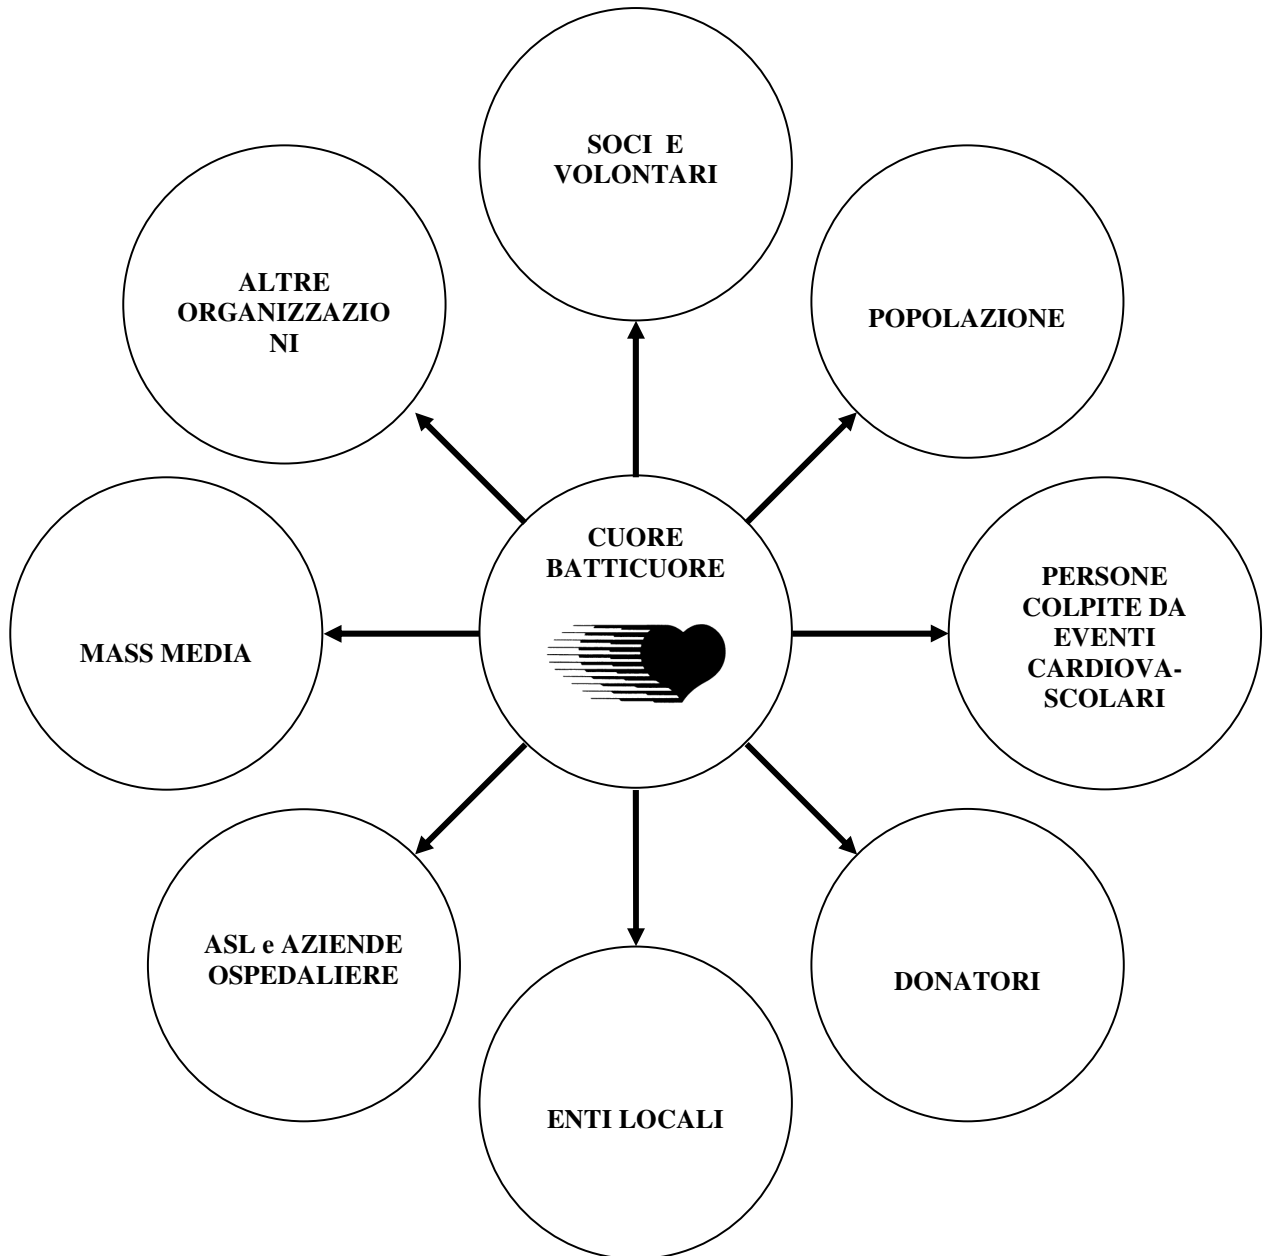 SOCI E
VOLONTARI
ALTRE
ORGANIZZAZIO
NI
POPOLAZIONE
CUORE
BATTICUORE
PERSONE
COLPITE DA
EVENTI
CARDIOVA-
SCOLARI
MASS MEDIA
ASL e AZIENDE
OSPEDALIERE
DONATORI
ENTI LOCALI